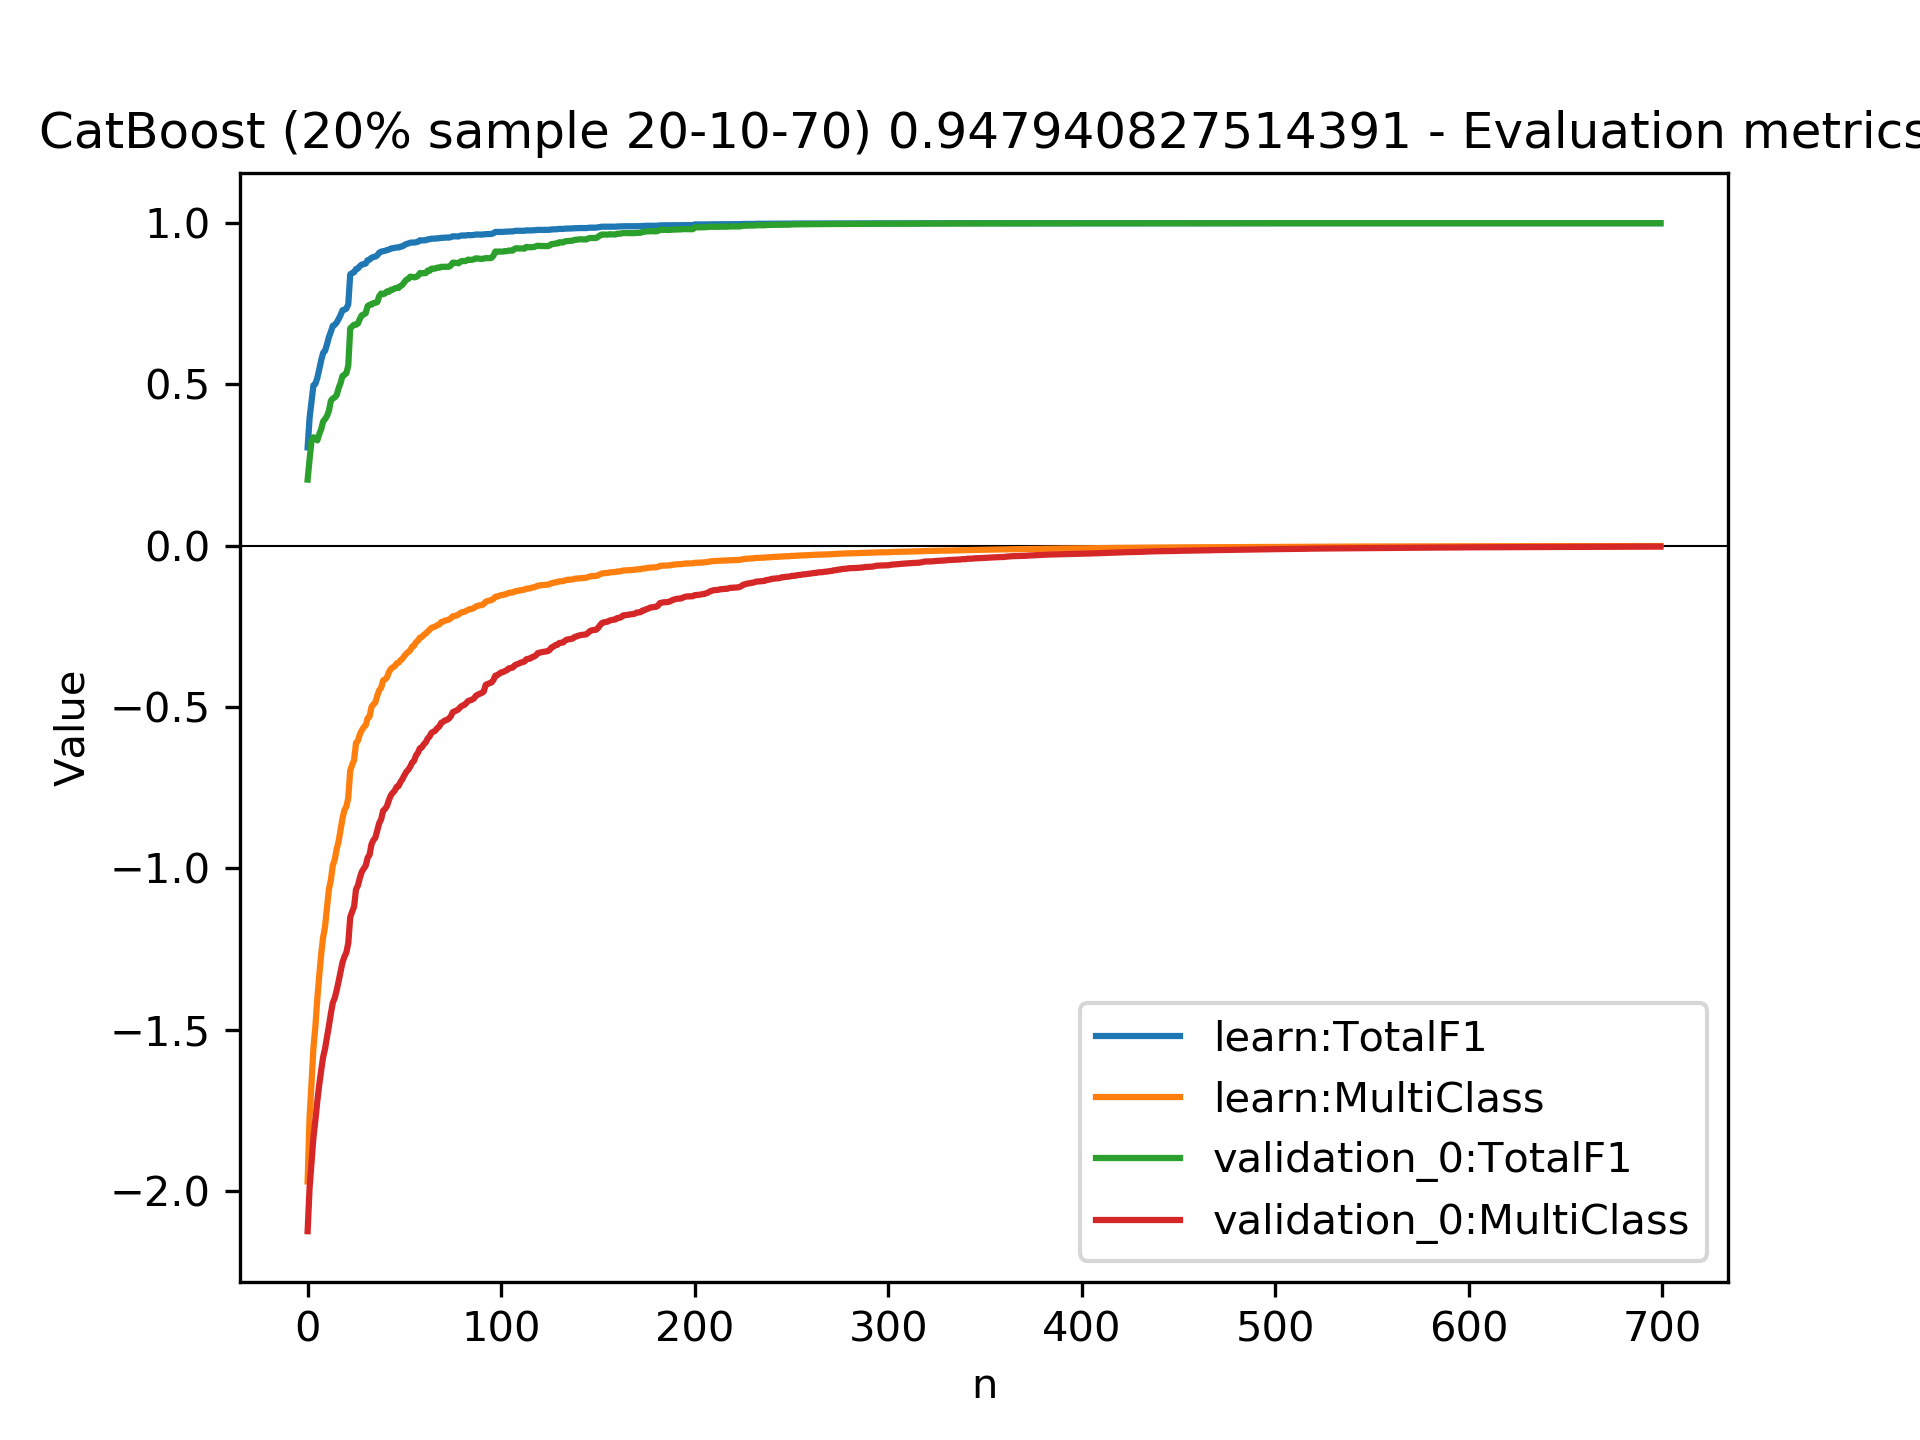 CatBoost (20% sample 20-10-70) 0.947940827514391 - Evaluation metrics
1.0
0.5
0.0
−0.5
−1.0
−1.5
−2.0
Value
learn:TotalF1
learn:MultiClass
validation_0:TotalF1
validation_0:MultiClass
0 100 200 300 400 500 600 700
n